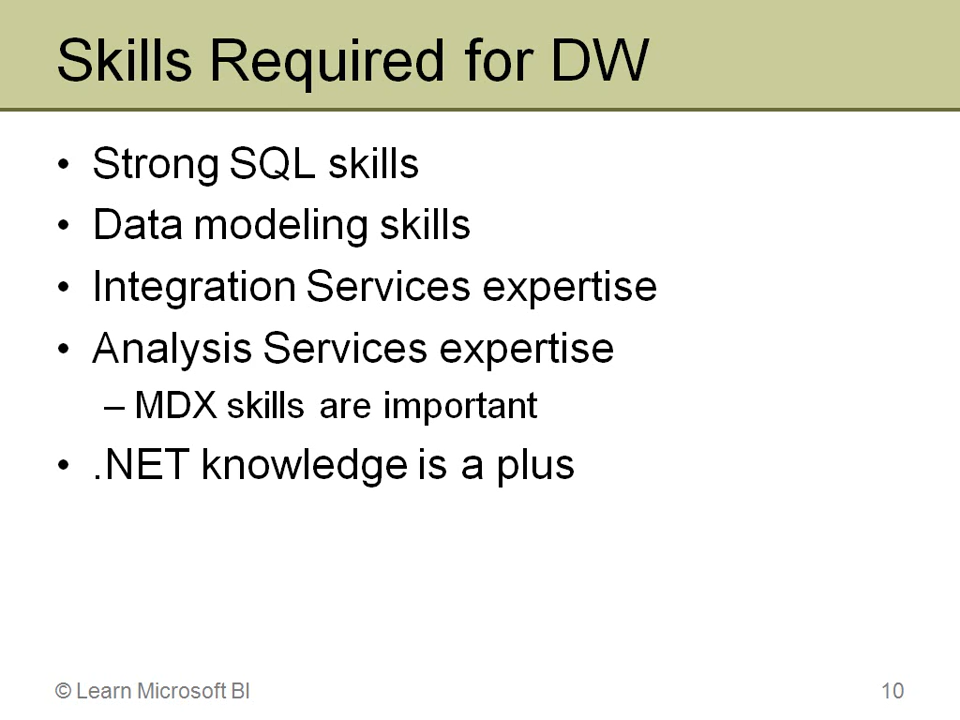 Skills Required for DW
• Strong SQL skills
• Data modeling skills
• Integration Services expertise
• Analysis Services expertise
– MDX skills are important
• .NET knowledge is a plus
© Learn Microsoft BI
10